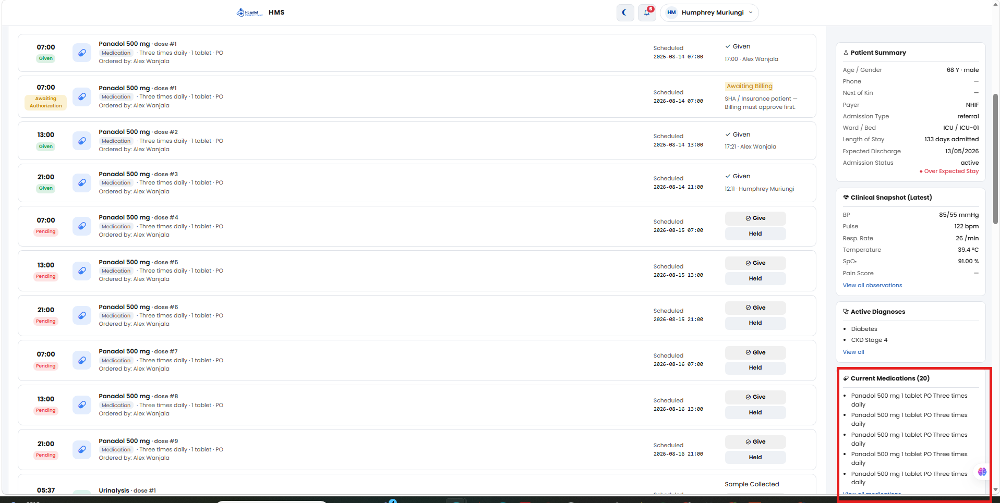 Hospital
Management System
HMS
6
HM Humphrey Muriungi
07:00
Given
Panadol 500 mg · dose #1
Medication · Three times daily · 1 tablet · PO
Ordered by: Alex Wanjala
Scheduled
2026-08-14 07:00
Given
17:00 · Alex Wanjala
07:00
Awaiting
Authorization
Panadol 500 mg · dose #1
Medication · Three times daily · 1 tablet · PO
Ordered by: Alex Wanjala
Scheduled
2026-08-14 07:00
Awaiting Billing
SHA / Insurance patient —
Billing must approve first.
13:00
Given
Panadol 500 mg · dose #2
Medication · Three times daily · 1 tablet · PO
Ordered by: Alex Wanjala
Scheduled
2026-08-14 13:00
Given
17:21 · Alex Wanjala
21:00
Given
Panadol 500 mg · dose #3
Medication · Three times daily · 1 tablet · PO
Ordered by: Alex Wanjala
Scheduled
2026-08-14 21:00
Given
12:11 · Humphrey Muriungi
07:00
Pending
Panadol 500 mg · dose #4
Medication · Three times daily · 1 tablet · PO
Ordered by: Alex Wanjala
Scheduled
2026-08-15 07:00
Give
Held
13:00
Pending
Panadol 500 mg · dose #5
Medication · Three times daily · 1 tablet · PO
Ordered by: Alex Wanjala
Scheduled
2026-08-15 13:00
Give
Held
21:00
Pending
Panadol 500 mg · dose #6
Medication · Three times daily · 1 tablet · PO
Ordered by: Alex Wanjala
Scheduled
2026-08-15 21:00
Give
Held
07:00
Pending
Panadol 500 mg · dose #7
Medication · Three times daily · 1 tablet · PO
Ordered by: Alex Wanjala
Scheduled
2026-08-16 07:00
Give
Held
13:00
Pending
Panadol 500 mg · dose #8
Medication · Three times daily · 1 tablet · PO
Ordered by: Alex Wanjala
Scheduled
2026-08-16 13:00
Give
Held
21:00
Pending
Panadol 500 mg · dose #9
Medication · Three times daily · 1 tablet · PO
Ordered by: Alex Wanjala
Scheduled
2026-08-16 21:00
Give
Held
05:37
Urinalysis · dose #1
Scheduled
Sample Collected
Patient Summary
Age / Gender 68 Y · male
Phone —
Next of Kin —
Payer NHIF
Admission Type referral
Ward / Bed ICU / ICU-01
Length of Stay 133 days admitted
Expected Discharge 13/05/2026
Admission Status active
• Over Expected Stay
Clinical Snapshot (Latest)
BP 85/55 mmHg
Pulse 122 bpm
Resp. Rate 26 /min
Temperature 39.4 °C
SpO₂ 91.00 %
Pain Score —
View all observations
Active Diagnoses
• Diabetes
• CKD Stage 4
View all
Current Medications (20)
• Panadol 500 mg 1 tablet PO Three times
daily
• Panadol 500 mg 1 tablet PO Three times
daily
• Panadol 500 mg 1 tablet PO Three times
daily
• Panadol 500 mg 1 tablet PO Three times
daily
• Panadol 500 mg 1 tablet PO Three times
daily
View all medications